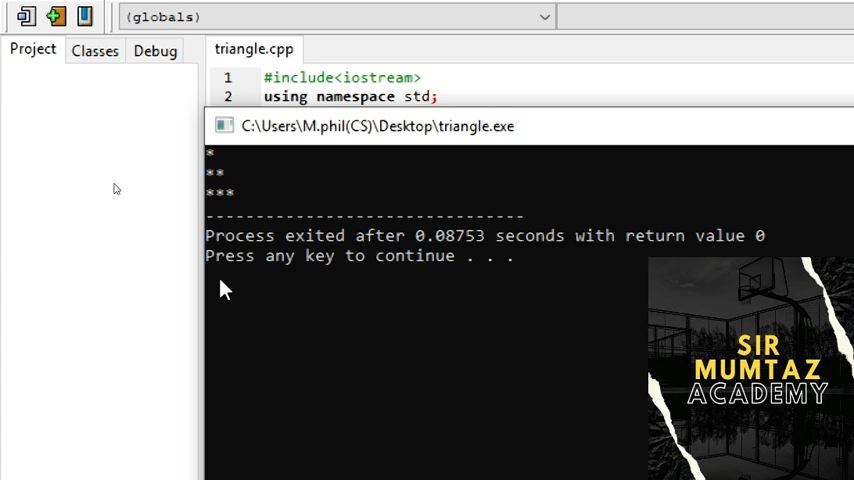 (globals)
Project Classes Debug
triangle.cpp
1 #include<iostream>
2 using namespace std;
C:\Users\M.phil(CS)\Desktop\triangle.exe
*
**
***
--------------------------------
Process exited after 0.08753 seconds with return value 0
Press any key to continue . . .
SIR
MUMTAZ
ACADEMY